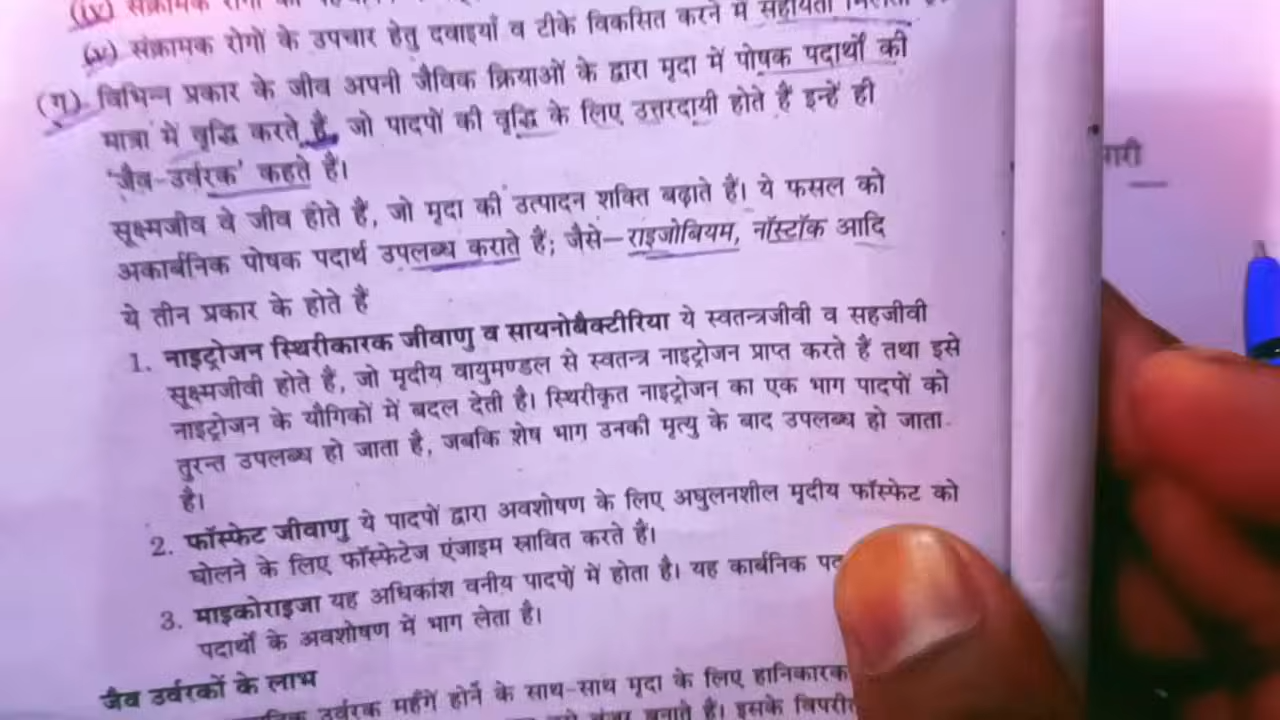 (iv) संक्रामक रोगों
(v) संक्रामक रोगों के उपचार हेतु दवाइयाँ व टीके विकसित करने में सहायता मिलती
(ग) विभिन्न प्रकार के जीव अपनी जैविक क्रियाओं के द्वारा मृदा में पोषक पदार्थों की
मात्रा में वृद्धि करते हैं, जो पादपों की वृद्धि के लिए उत्तरदायी होते हैं इन्हें ही
'जैव-उर्वरक' कहते हैं।
सूक्ष्मजीव वे जीव होते हैं, जो मृदा की उत्पादन शक्ति बढ़ाते हैं। ये फसल को
अकार्बनिक पोषक पदार्थ उपलब्ध कराते हैं; जैसे—राइजोबियम, नॉस्टॉक आदि
गारी
ये तीन प्रकार के होते हैं
1. नाइट्रोजन स्थिरीकारक जीवाणु व सायनोबैक्टीरिया ये स्वतन्त्रजीवी व सहजीवी
सूक्ष्मजीवी होते हैं, जो मृदीय वायुमण्डल से स्वतन्त्र नाइट्रोजन प्राप्त करते हैं तथा इसे
नाइट्रोजन के यौगिकों में बदल देती है। स्थिरीकृत नाइट्रोजन का एक भाग पादपों को
तुरन्त उपलब्ध हो जाता है, जबकि शेष भाग उनकी मृत्यु के बाद उपलब्ध हो जाता
है।
2. फॉस्फेट जीवाणु ये पादपों द्वारा अवशोषण के लिए अघुलनशील मृदीय फॉस्फेट को
घोलने के लिए फॉस्फेटेज एंजाइम स्रावित करते हैं।
3. माइकोराइजा यह अधिकांश वनीय पादपों में होता है। यह कार्बनिक
पदार्थों के अवशोषण में भाग लेता है।
जैव उर्वरकों के लाभ
उर्वरक महँगे होने के साथ-साथ मृदा के लिए हानिकारक
बनाते हैं। इसके